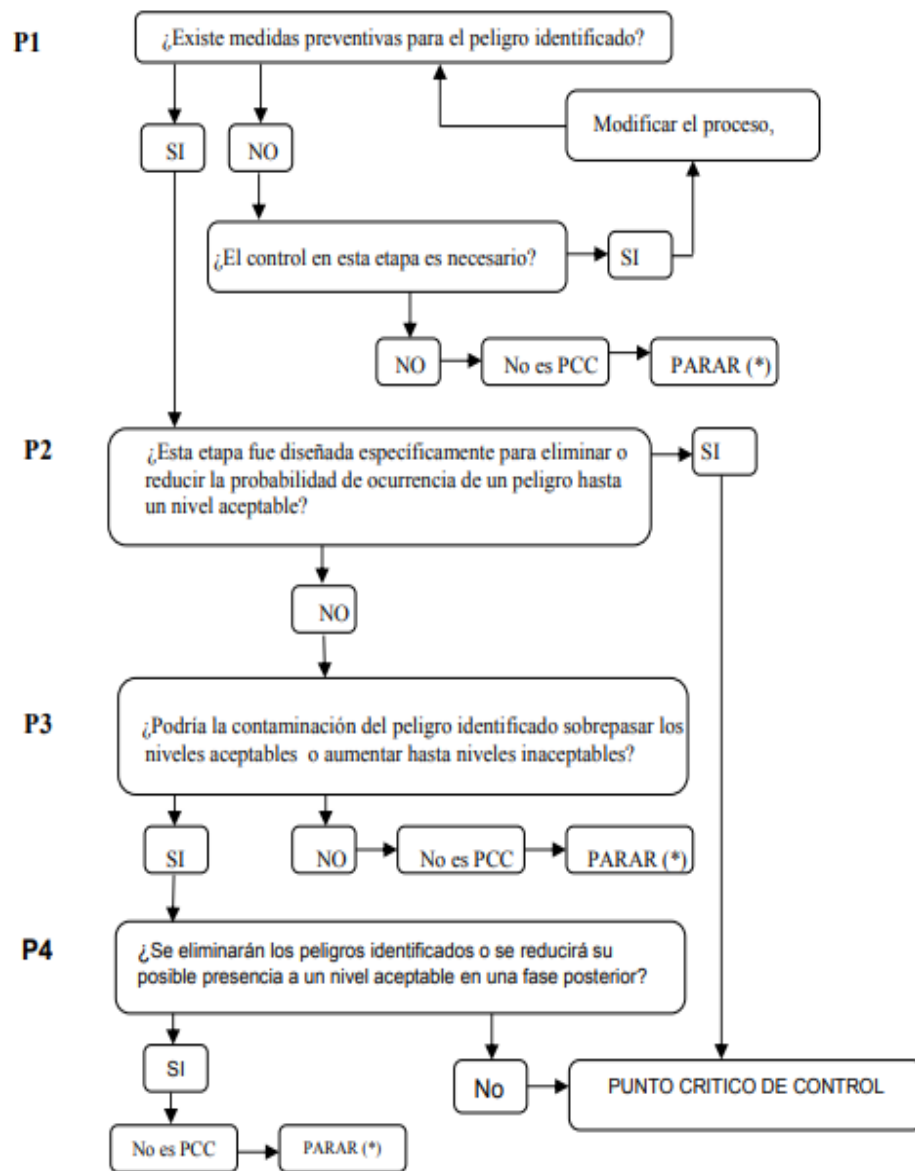 P1
¿Existe medidas preventivas para el peligro identificado?
Modificar el proceso,
SI
NO
¿El control en esta etapa es necesario?
SI
NO
No es PCC
PARAR (*)
P2
¿Esta etapa fue diseñada específicamente para eliminar o
reducir la probabilidad de ocurrencia de un peligro hasta
un nivel aceptable?
SI
NO
P3
¿Podría la contaminación del peligro identificado sobrepasar los
niveles aceptables o aumentar hasta niveles inaceptables?
SI
NO
No es PCC
PARAR (*)
P4
¿Se eliminarán los peligros identificados o se reducirá su
posible presencia a un nivel aceptable en una fase posterior?
SI
No
PUNTO CRITICO DE CONTROL
No es PCC
PARAR (*)